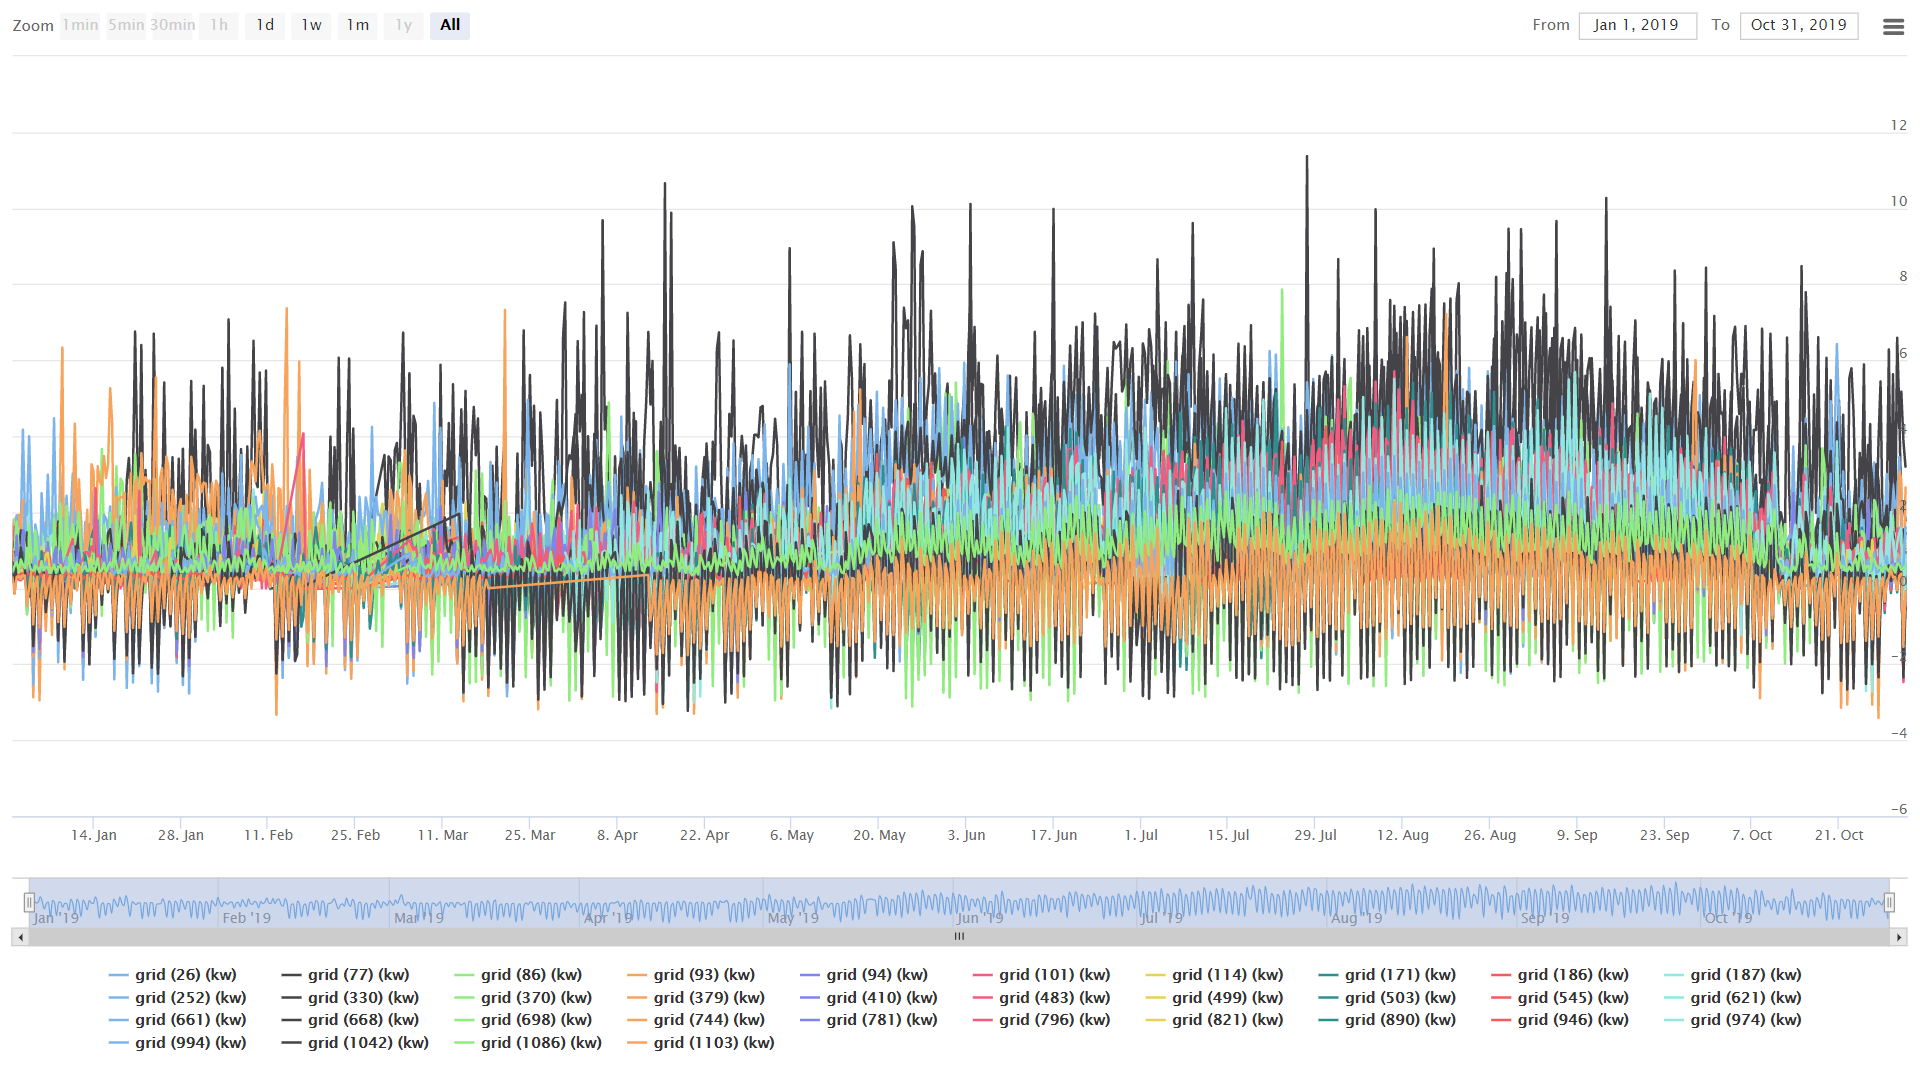 Zoom 1min 5min 30min 1h 1d 1w 1m 1y All From Jan 1, 2019 To Oct 31, 2019
12
10
8
6
4
2
0
-2
-4
-6
14. Jan 28. Jan 11. Feb 25. Feb 11. Mar 25. Mar 8. Apr 22. Apr 6. May 20. May 3. Jun 17. Jun 1. Jul 15. Jul 29. Jul 12. Aug 26. Aug 9. Sep 23. Sep 7. Oct 21. Oct
Jan '19 Feb '19 Mar '19 Apr '19 May '19 Jun '19 Jul '19 Aug '19 Sep '19 Oct '19
grid (26) (kw) grid (77) (kw) grid (86) (kw) grid (93) (kw) grid (94) (kw) grid (101) (kw) grid (114) (kw) grid (171) (kw) grid (186) (kw) grid (187) (kw)
grid (252) (kw) grid (330) (kw) grid (370) (kw) grid (379) (kw) grid (410) (kw) grid (483) (kw) grid (499) (kw) grid (503) (kw) grid (545) (kw) grid (621) (kw)
grid (661) (kw) grid (668) (kw) grid (698) (kw) grid (744) (kw) grid (781) (kw) grid (796) (kw) grid (821) (kw) grid (890) (kw) grid (946) (kw) grid (974) (kw)
grid (994) (kw) grid (1042) (kw) grid (1086) (kw) grid (1103) (kw)